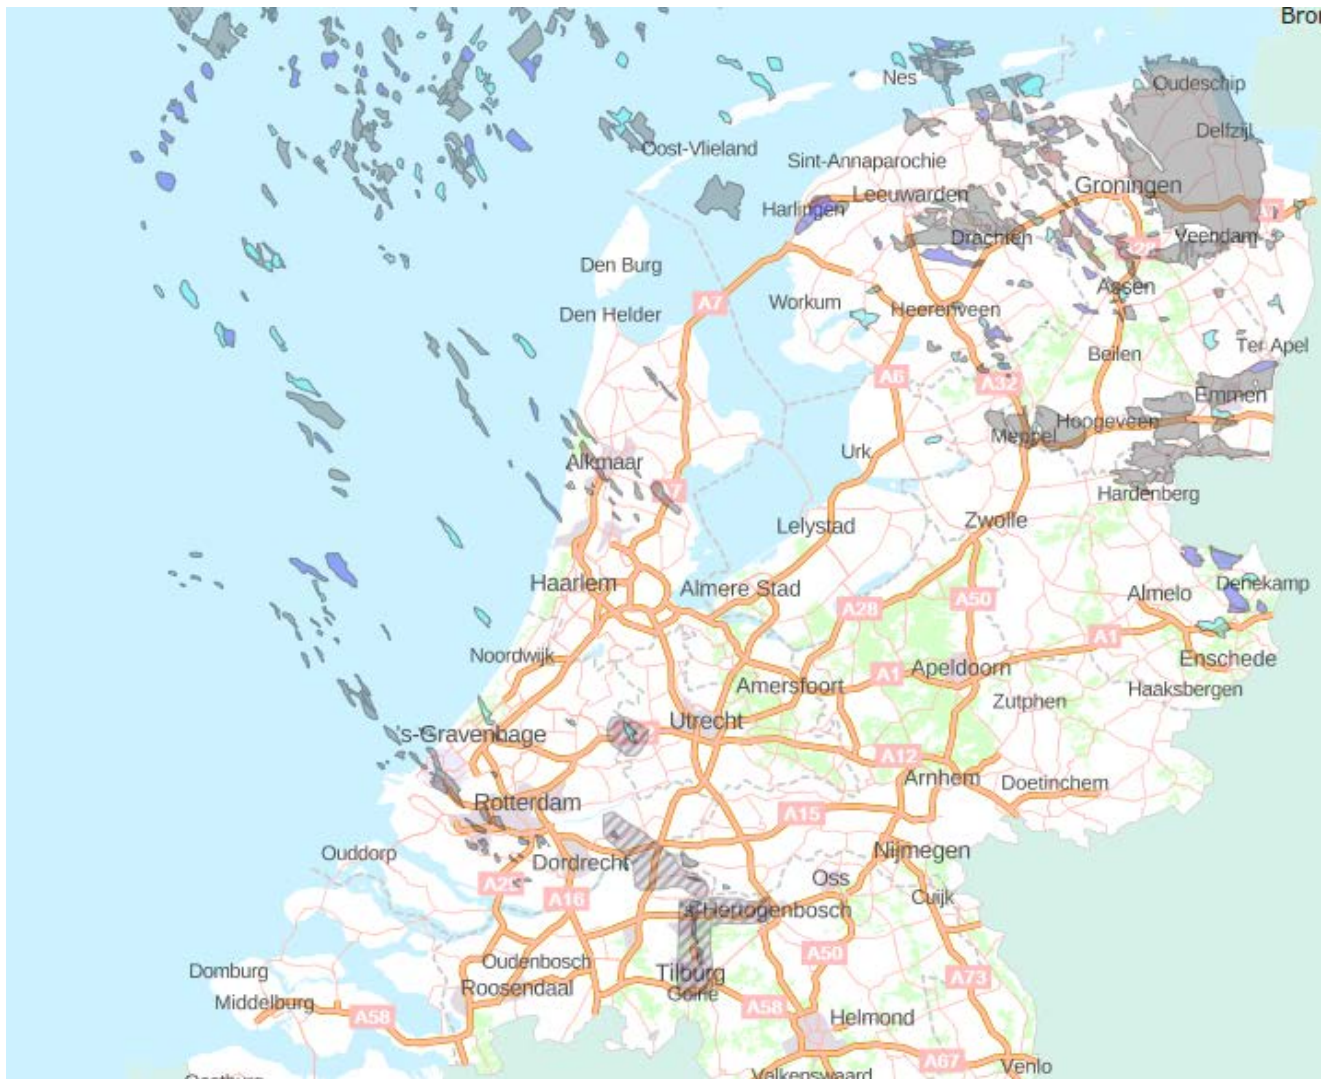 Bror
Nes
Oudeschip
Delfzijl
Oost-Vlieland
Sint-Annaparochie
Leeuwarden
Groningen
Harlingen
Drachten
Veendam
Den Burg
A7
Workum
Heerenveen
Assen
Den Helder
Beilen
Ter Apel
A6
A32
Emmen
Alkmaar
Urk
Meppel
Hoogeveen
Hardenberg
Lelystad
Zwolle
Haarlem
Almere Stad
A28
A50
Almelo
Denekamp
A1
Noordwijk
Amersfoort
A1
Apeldoorn
Enschede
Haaksbergen
Zutphen
's-Gravenhage
Utrecht
A12
Arnhem
Doetinchem
Rotterdam
A15
Ouddorp
Dordrecht
Nijmegen
Oss
A16
Cuijk
's-Hertogenbosch
A50
Domburg
Oudenbosch
Tilburg
A73
Middelburg
Roosendaal
Goirle
A58
A58
Helmond
A67
Venlo
Valkenswaard